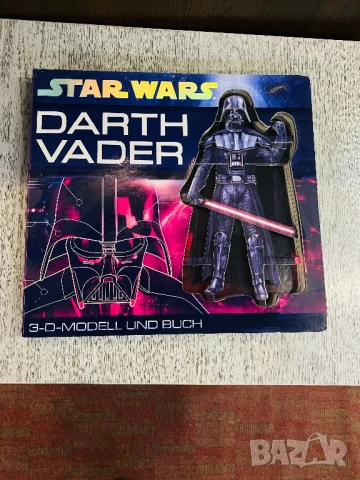 STAR WARS
DARTH
VADER
3-D-MODELL UND BUCH
BAZAR